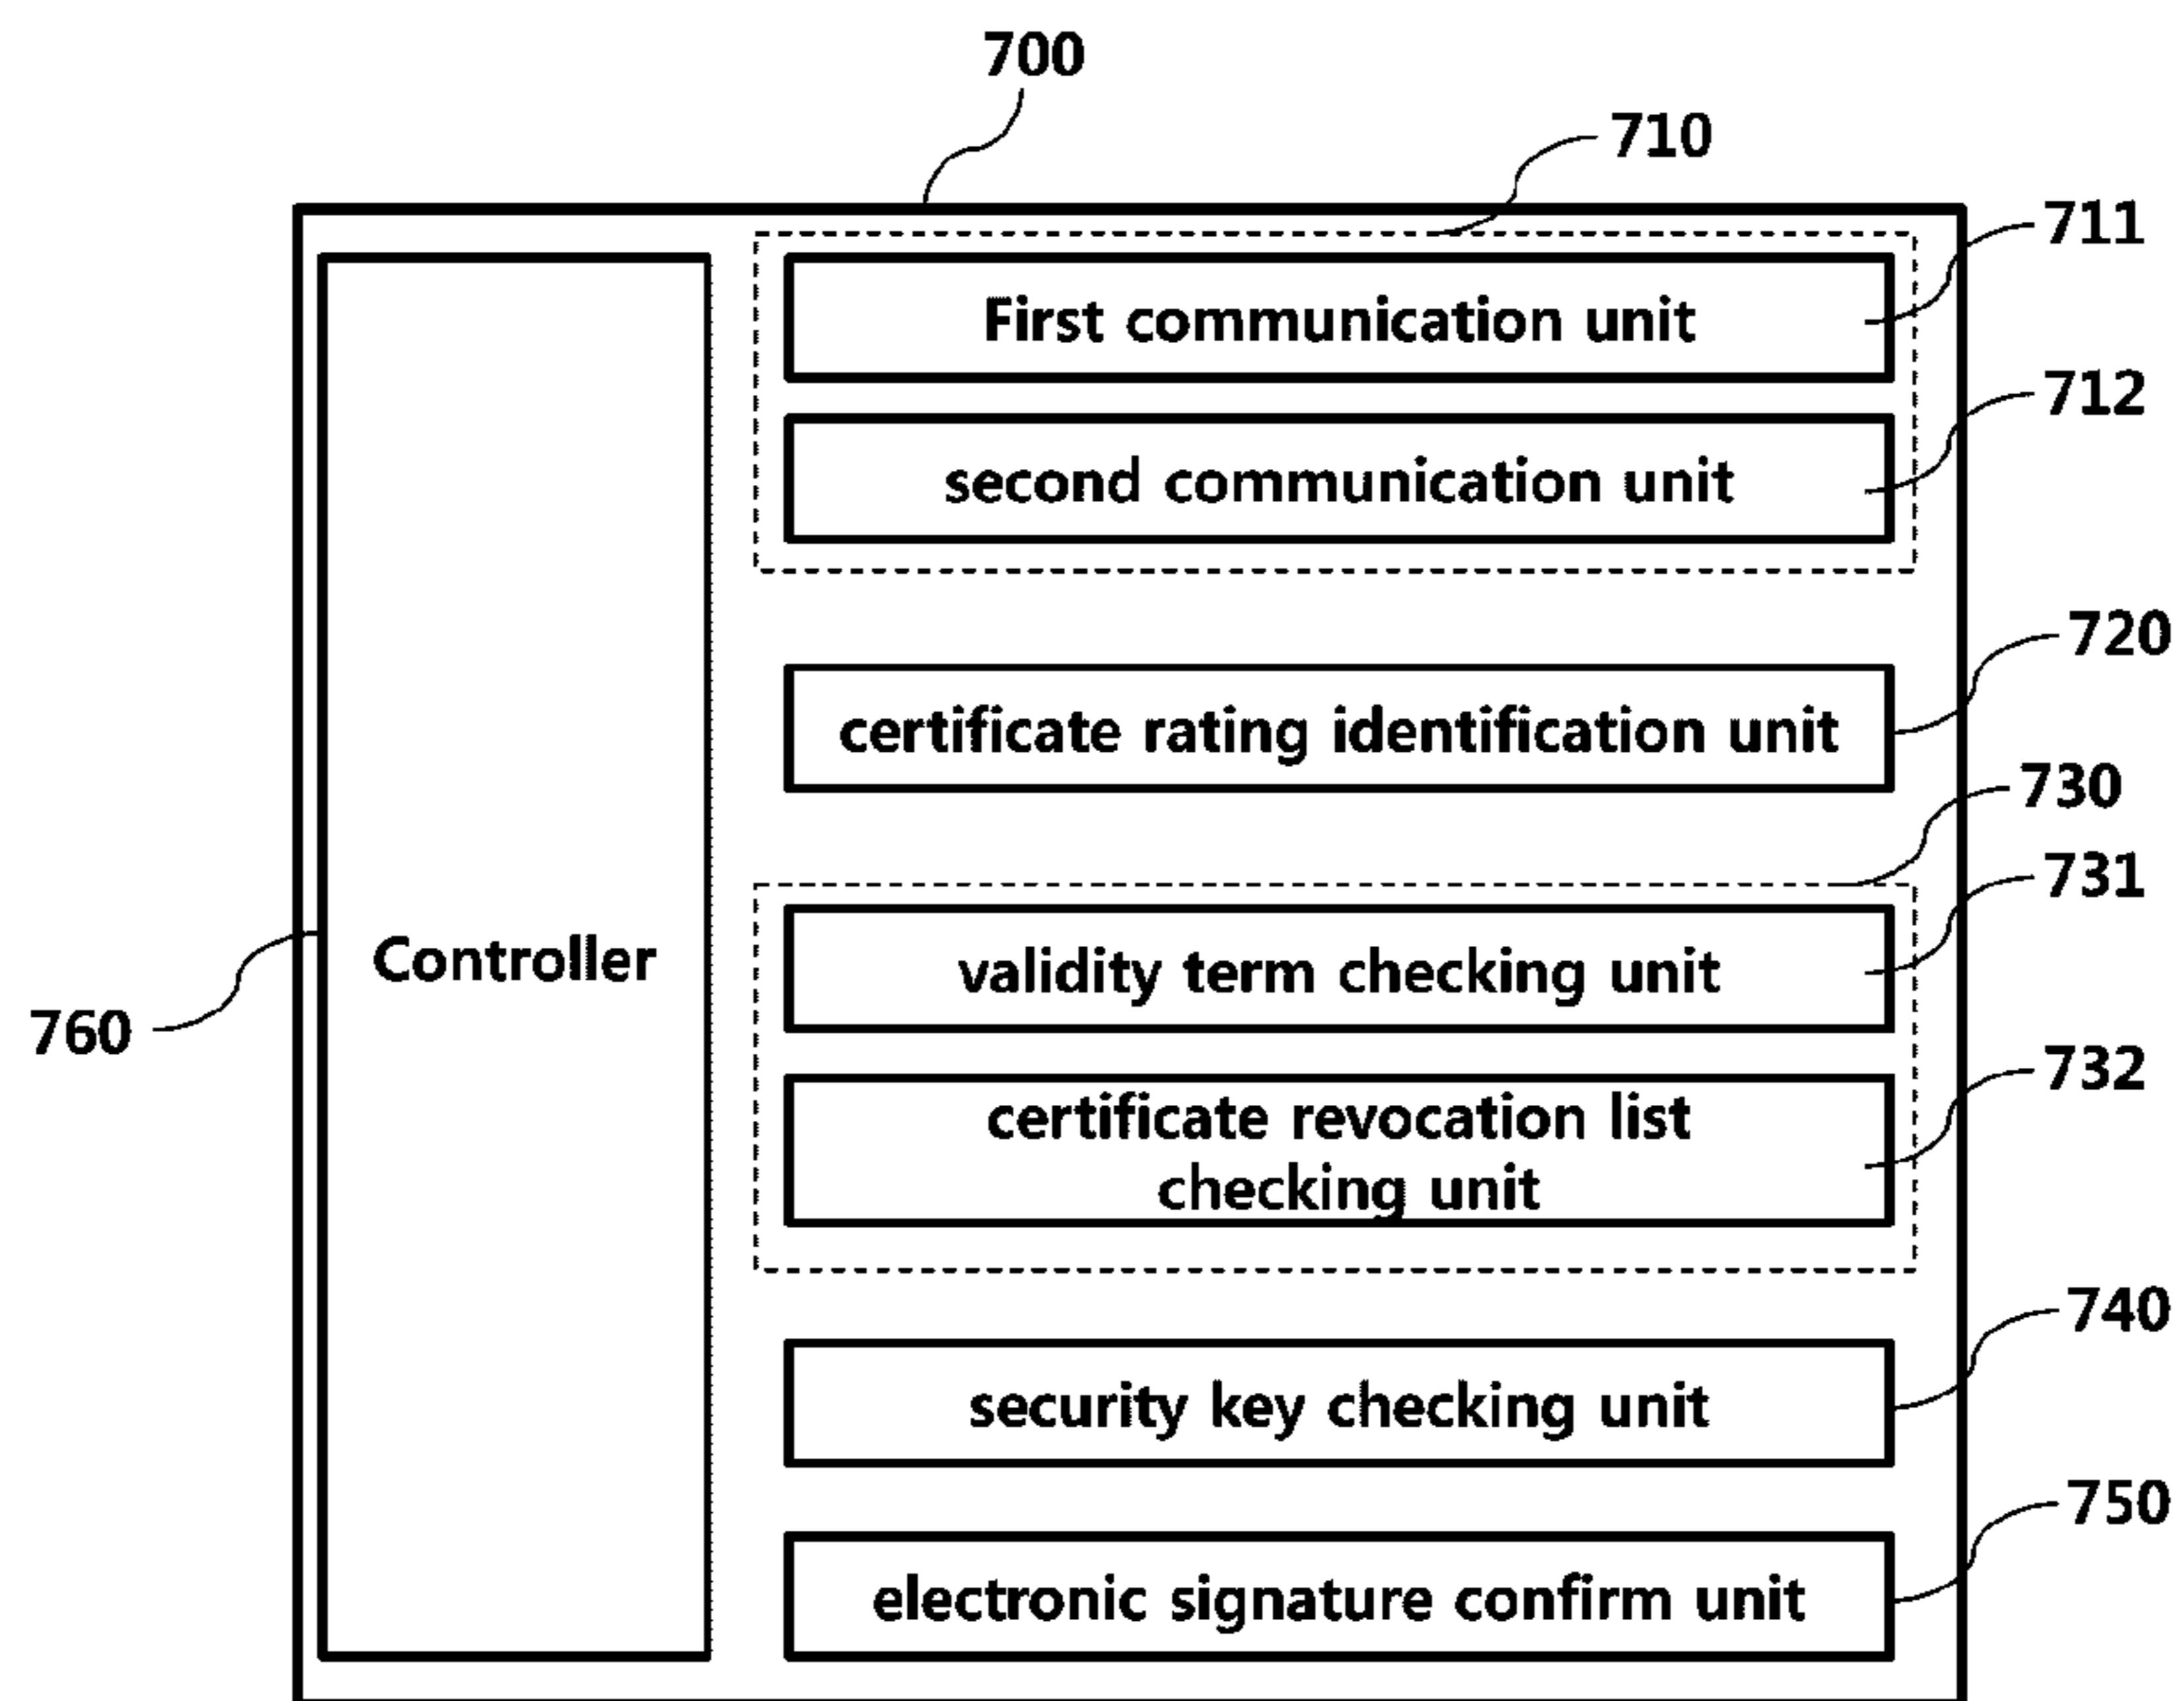 700
710
711
First communication unit
712
second communication unit
720
certificate rating identification unit
730
731
validity term checking unit
Controller
760
732
certificate revocation list
checking unit
740
security key checking unit
750
electronic signature confirm unit